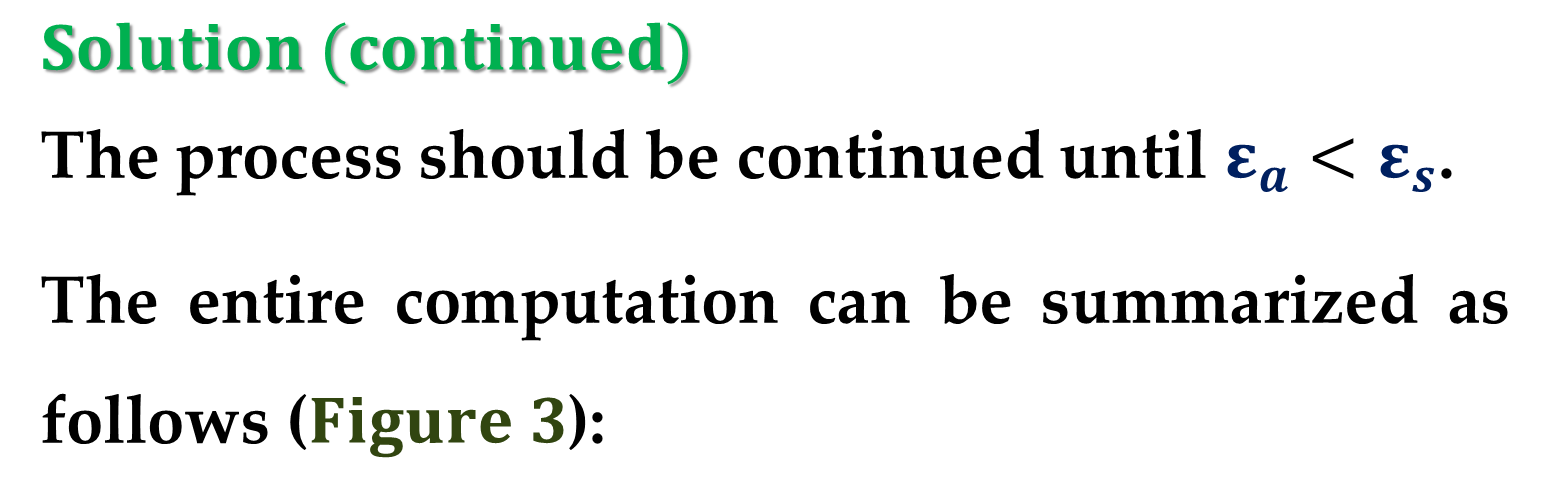 Solution (continued)
The process should be continued until εₐ < εₛ.
The entire computation can be summarized as
follows (Figure 3):